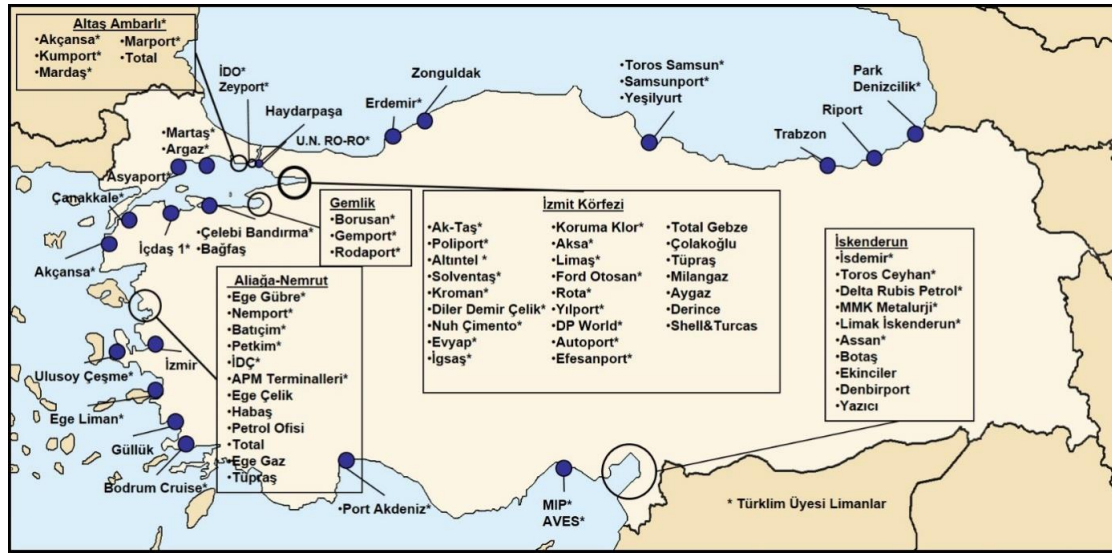 Altaş Ambarlı*
•Akçansa* •Marport*
•Kumport* •Total
•Mardaş*
İDO*
Zeyport*
Haydarpaşa
U.N. RO-RO*
Erdemir*
Zonguldak
•Toros Samsun*
•Samsunport*
•Yeşilyurt
Park
Denizcilik*
Riport
Trabzon
•Martaş*
•Argaz*
Asyaport*
Çanakkale*
Akçansa*
İçdaş 1*
•Çelebi Bandırma*
•Bağfaş
Gemlik
•Borusan*
•Gemport*
•Rodaport*
İzmit Körfezi
•Ak-Taş* •Koruma Klor* •Total Gebze
•Poliport* •Aksa* •Çolakoğlu
•Altıntel * •Limaş* •Tüpraş
•Solventaş* •Ford Otosan* •Milangaz
•Kroman* •Rota* •Aygaz
•Diler Demir Çelik* •Yılport* •Derince
•Nuh Çimento* •DP World* •Shell&Turcas
•Evyap* •Autoport*
•İgsaş* •Efesanport*
İskenderun
•İsdemir*
•Toros Ceyhan*
•Delta Rubis Petrol*
•MMK Metalurji*
•Limak İskenderun*
•Assan*
•Botaş
•Ekinciler
•Denbirport
•Yazıcı
Aliağa-Nemrut
•Ege Gübre*
•Nemport*
•Batıçim*
•Petkim*
•İDÇ*
•APM Terminalleri*
•Ege Çelik
•Habaş
•Petrol Ofisi
•Total
•Ege Gaz
•Tüpraş
İzmir
Ulusoy Çeşme*
Ege Liman*
Güllük
Bodrum Cruise*
•Port Akdeniz*
MIP*
AVES*
* Türklim Üyesi Limanlar